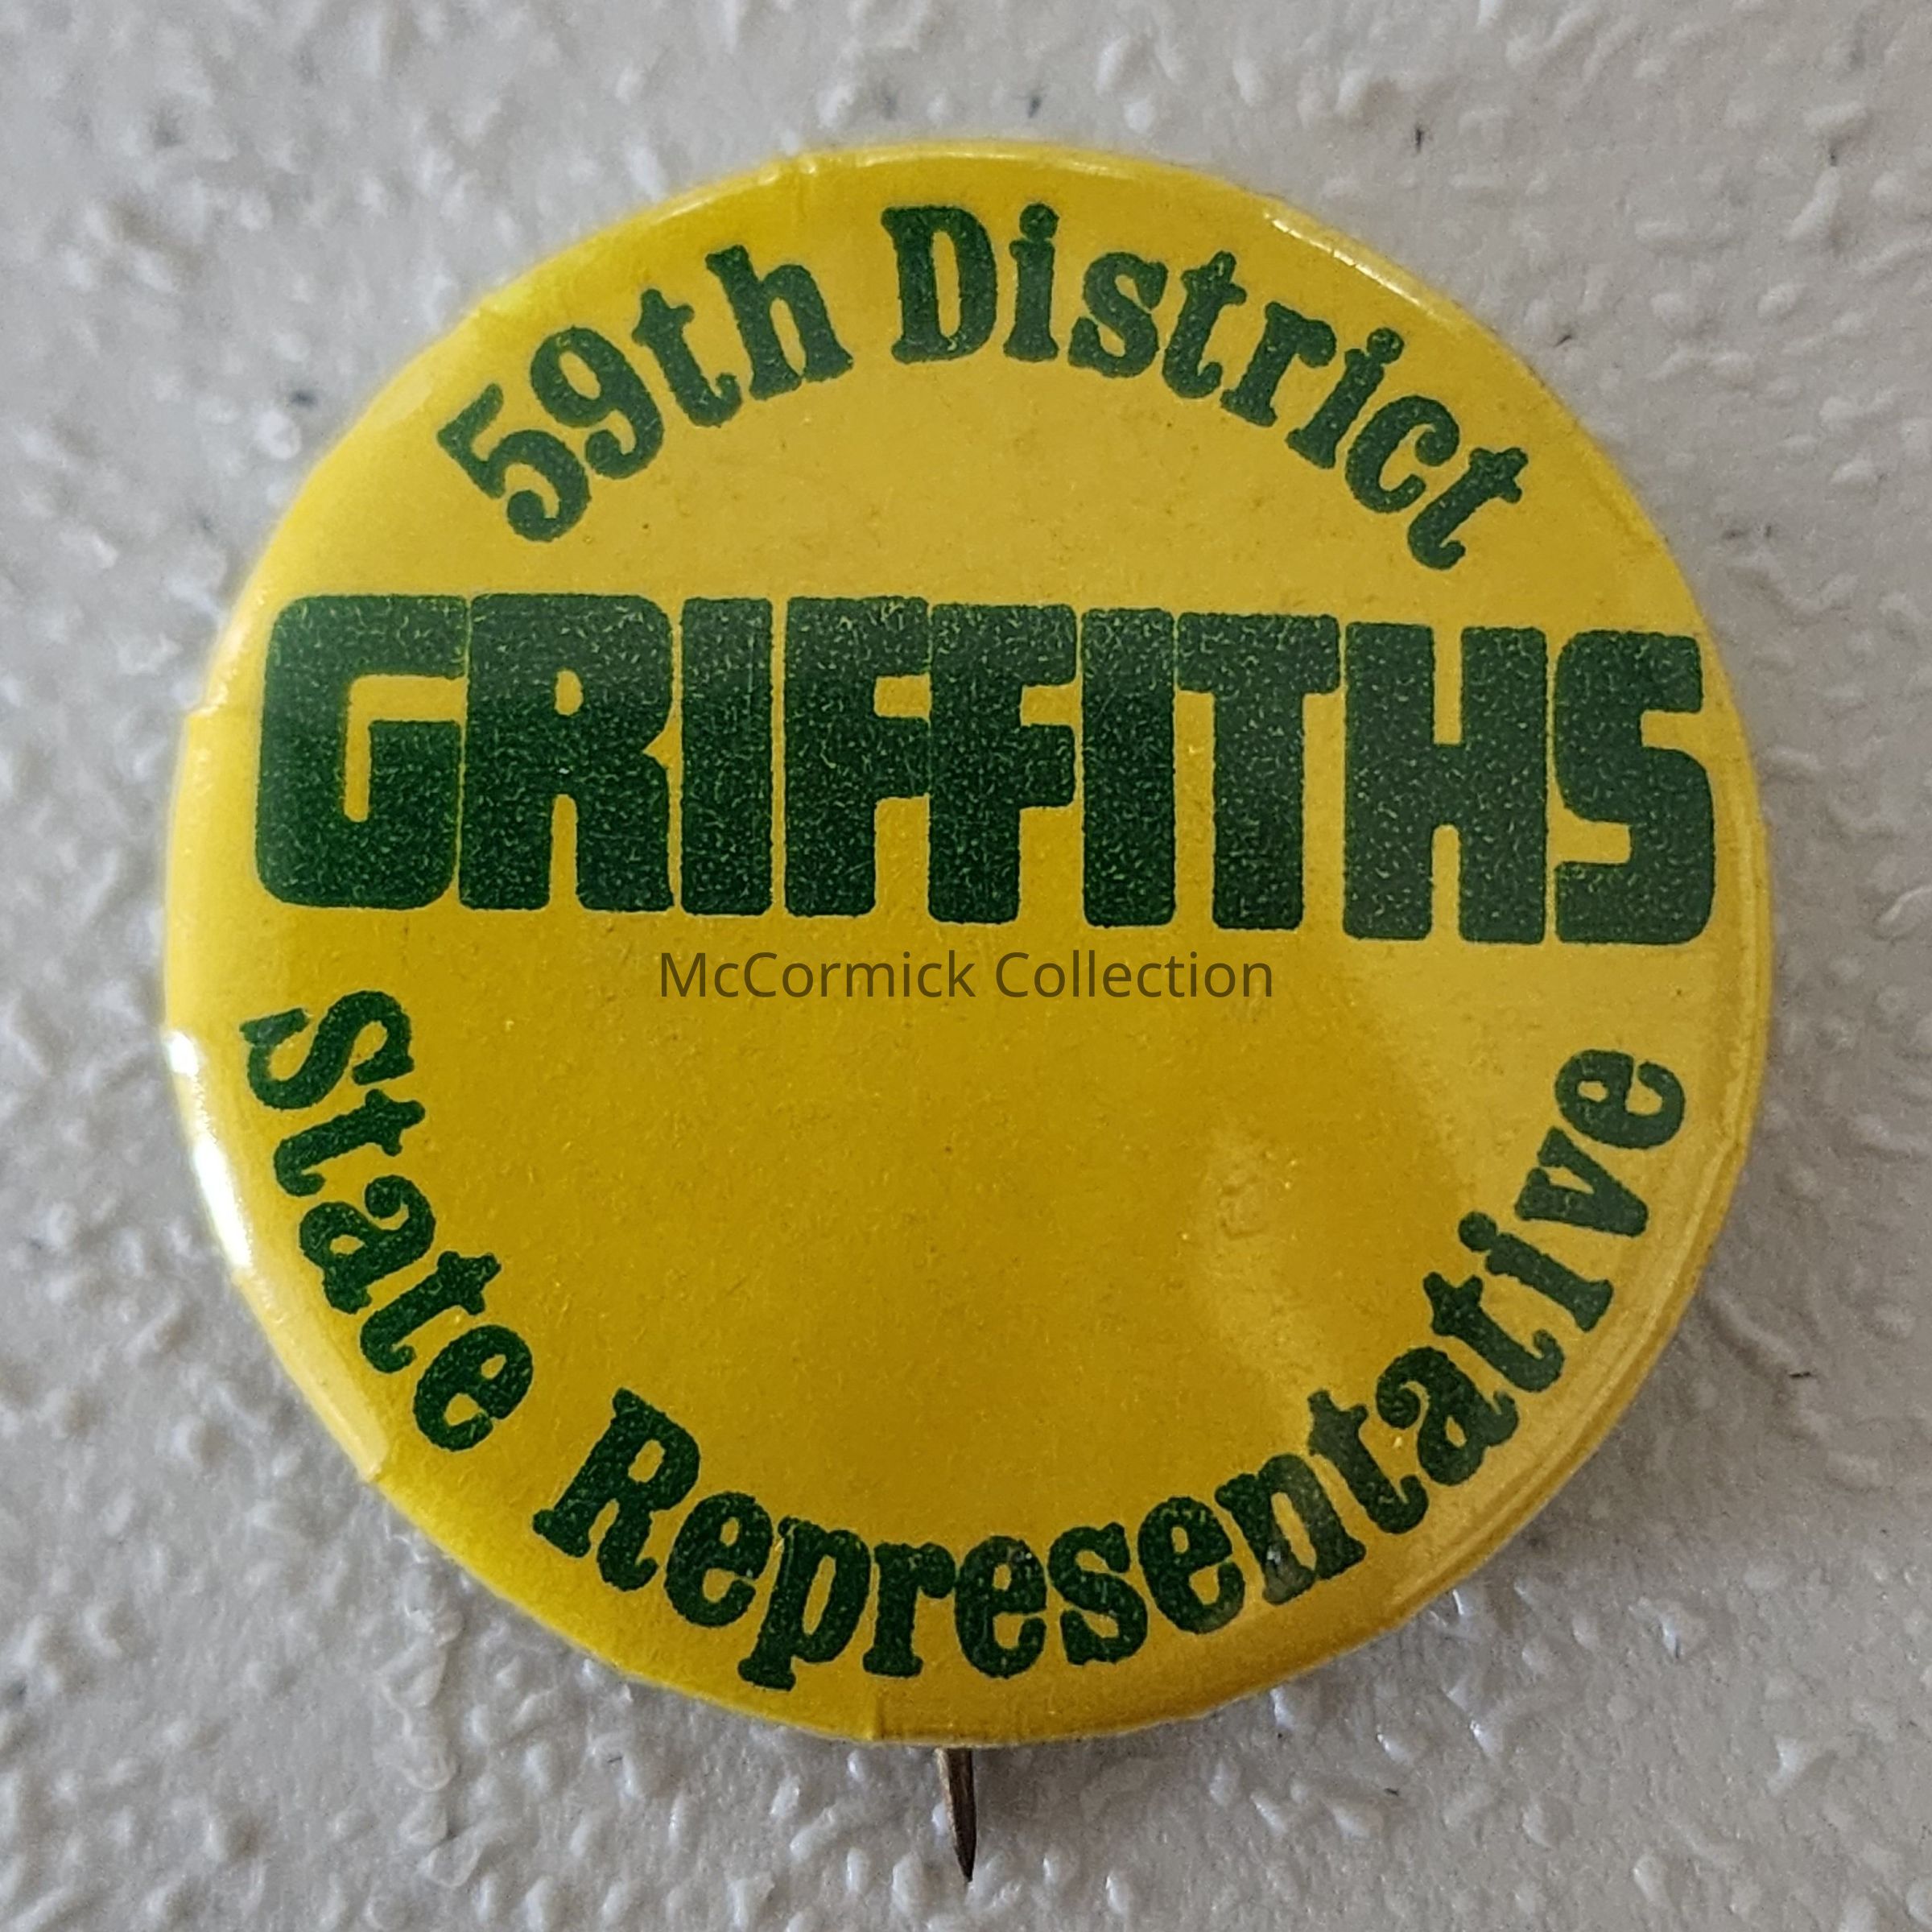 59th District
GRIFFITHS
McCormick Collection
State Representative